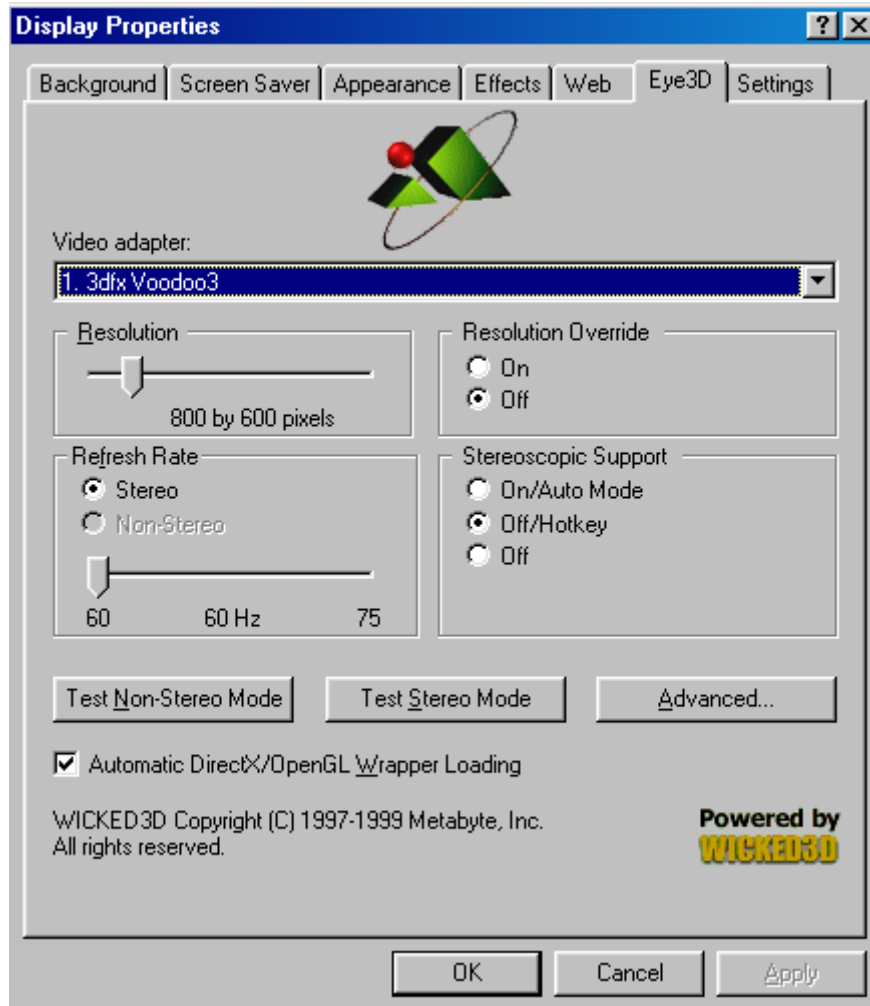 Display Properties
Background Screen Saver Appearance Effects Web Eye3D Settings
Video adapter:
1. 3dfx Voodoo3
Resolution
800 by 600 pixels
Resolution Override
On
Off
Refresh Rate
Stereo
Non-Stereo
60 60 Hz 75
Stereoscopic Support
On/Auto Mode
Off/Hotkey
Off
Test Non-Stereo Mode Test Stereo Mode Advanced...
Automatic DirectX/OpenGL Wrapper Loading
WICKED3D Copyright (C) 1997-1999 Metabyte, Inc.
All rights reserved.
Powered by
WICKED3D
OK Cancel Apply